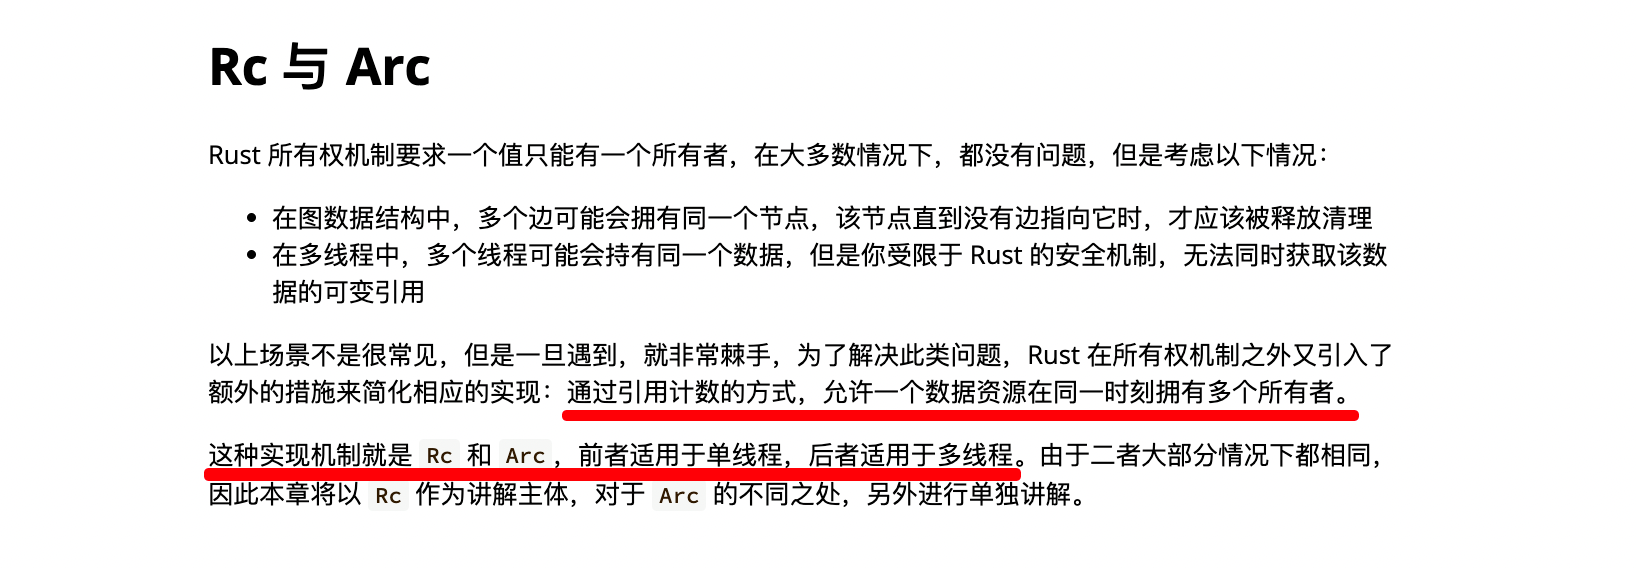 Rc 与 Arc
Rust 所有权机制要求一个值只能有一个所有者，在大多数情况下，都没有问题，但是考虑以下情况：
• 在图数据结构中，多个边可能会拥有同一个节点，该节点直到没有边指向它时，才应该被释放清理
• 在多线程中，多个线程可能会持有同一个数据，但是你受限于 Rust 的安全机制，无法同时获取该数
据的可变引用
以上场景不是很常见，但是一旦遇到，就非常棘手，为了解决此类问题，Rust 在所有权机制之外又引入了
额外的措施来简化相应的实现：通过引用计数的方式，允许一个数据资源在同一时刻拥有多个所有者。
这种实现机制就是 Rc 和 Arc，前者适用于单线程，后者适用于多线程。由于二者大部分情况下都相同，
因此本章将以 Rc 作为讲解主体，对于 Arc 的不同之处，另外进行单独讲解。